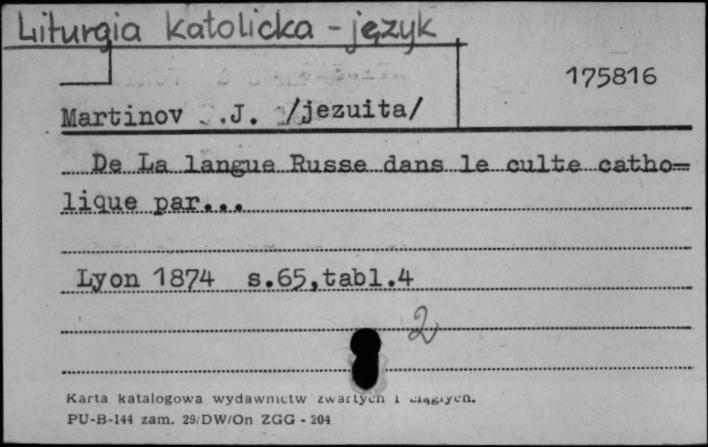 Liturgia katolicka - język
175816
Martinov .J. /jezuita/
De La langue Russe dans le culte catho=
lique par...
Lyon 1874 s.65,tabl.4
2
Karta katalogowa wydawnictw zwartych i ciągłych.
PU-B-144 zam. 29/DW/On ZGG - 204